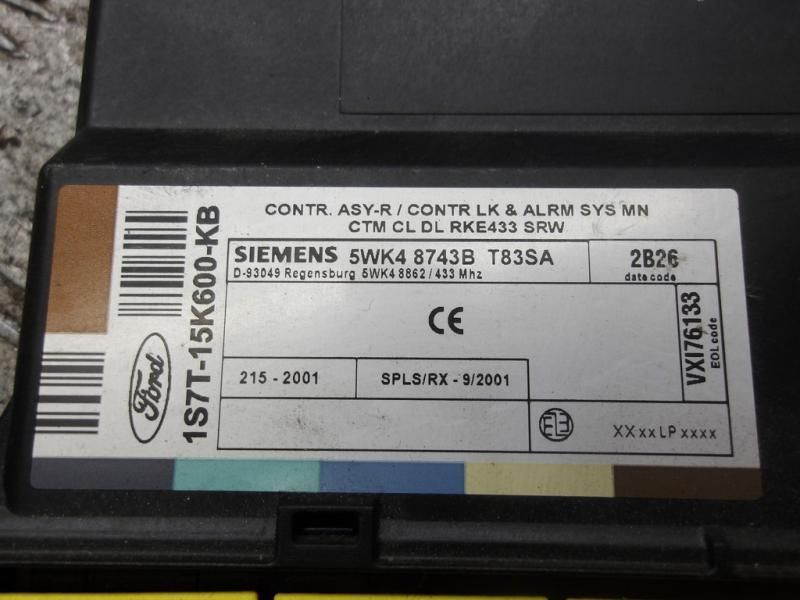 CONTR. ASY-R / CONTR LK & ALRM SYS MN
CTM CL DL RKE433 SRW
SIEMENS 5WK4 8743B T83SA
D-93049 Regensburg 5WK4 8862 / 433 Mhz
2B26
date code
CE
VXI76133
EOL code
215 - 2001
SPLS/RX - 9/2001
E13
XXxxLPxxxx
Ford
1S7T-15K600-KB